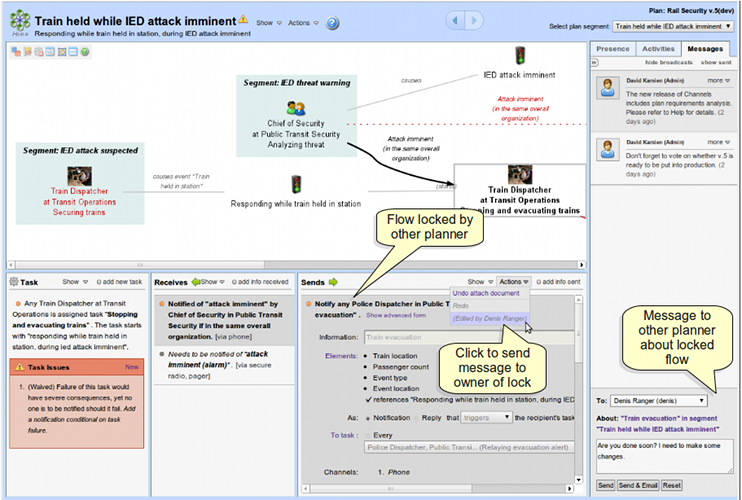 Plan: Rail Security v.5(dev)
Train held while IED attack imminent
Show
Actions
Home
Responding while train held in station, during IED attack imminent
Select plan segment:
Train held while IED attack imminent
Presence
Activities
Messages
hide broadcasts
show sent
David Kamien (Admin)
more
The new release of Channels
includes plan requirements analysis.
Please refer to Help for details. (2
days ago)
David Kamien (Admin)
more
Don't forget to vote on whether v.5 is
ready to be put into production. (2
days ago)
IED attack imminent
causes
Segment: IED threat warning
Chief of Security
at Public Transit Security
Analyzing threat
Attack imminent
(in the same overall
organization)
Attack imminent
(in the same overall
organization)
Segment: IED attack suspected
Train Dispatcher
at Transit Operations
Securing trains
causes event "Train
held in station"
Responding while train held in station
Train Dispatcher
at Transit Operations
Stopping and evacuating trains
Flow locked by
other planner
Task
Show
add new task
Any Train Dispatcher at Transit
Operations is assigned task "Stopping
and evacuating trains" . The task starts
with "responding while train held in station,
during ied attack imminent".
Task Issues
New
1. (Waived) Failure of this task would
have severe consequences, yet no
one is to be notified should it fail. Add
a notification conditional on task
failure.
Receives
Show
add info received
Notified of "attack imminent" by
Chief of Security in Public Transit
Security if in the same overall
organization. [via phone]
Needs to be notified of "attack
imminent (alarm)" . [via secure
radio, pager]
Sends
Show
Actions
add info sent
Undo attach document
Redo
(Edited by Denis Ranger)
Notify any Police Dispatcher in Public T
evacuation" . Show advanced form
Information:
Train evacuation
Elements:
Train location
Passenger count
Event type
Event location
references "Responding while train held in station, during IED
As:
Notification
Reply
that
triggers
the recipient's task
To task :
Every
Police Dispatcher, Public Transi... (Relaying evacuation alert)
Channels:
1. Phone
Click to send
message to
owner of lock
Message to
other planner
about locked
flow
To:
Denis Ranger (denis)
About: "Train evacuation" in segment
"Train held while IED attack imminent"
Are you done soon? I need to make some
changes.
Send
Send & Email
Reset